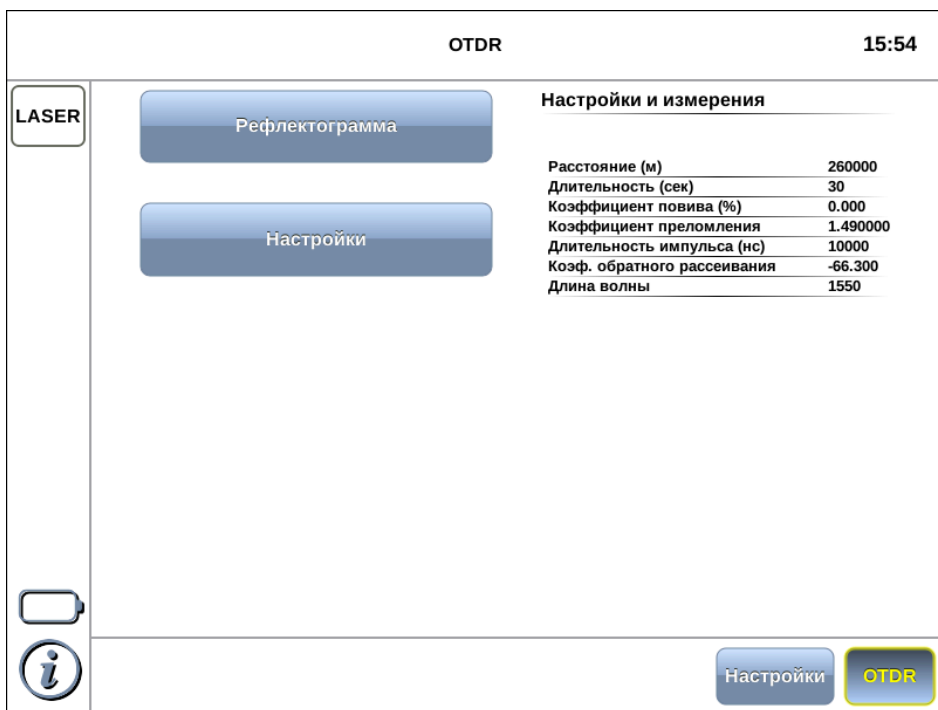 OTDR
15:54
LASER
Рефлектограмма
Настройки
Настройки и измерения
Расстояние (м) 260000
Длительность (сек) 30
Коэффициент повива (%) 0.000
Коэффициент преломления 1.490000
Длительность импульса (нс) 10000
Коэф. обратного рассеивания -66.300
Длина волны 1550
i
Настройки
OTDR